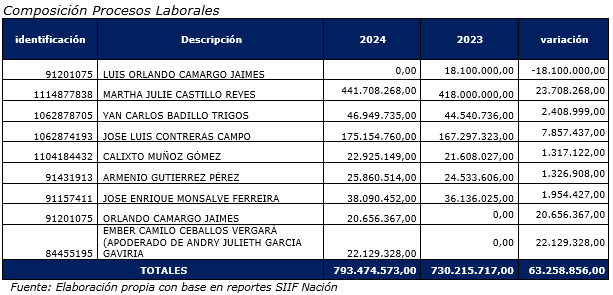 Composición Procesos Laborales
identificación Descripción 2024 2023 variación
91201075 LUIS ORLANDO CAMARGO JAIMES 0,00 18.100.000,00 -18.100.000,00
1114877838 MARTHA JULIE CASTILLO REYES 441.708.268,00 418.000.000,00 23.708.268,00
1062878705 YAN CARLOS BADILLO TRIGOS 46.949.735,00 44.540.736,00 2.408.999,00
1062874193 JOSE LUIS CONTRERAS CAMPO 175.154.760,00 167.297.323,00 7.857.437,00
1104184432 CALIXTO MUÑOZ GÓMEZ 22.925.149,00 21.608.027,00 1.317.122,00
91431913 ARMENIO GUTIERREZ PÉREZ 25.860.514,00 24.533.606,00 1.326.908,00
91157411 JOSE ENRIQUE MONSALVE FERREIRA 38.090.452,00 36.136.025,00 1.954.427,00
91201075 ORLANDO CAMARGO JAIMES 20.656.367,00 0,00 20.656.367,00
EMBER CAMILO CEBALLOS VERGARÁ
(APODERADO DE ANDRY JULIETH GARCIA
84455195 GAVIRIA 22.129.328,00 0,00 22.129.328,00
TOTALES 793.474.573,00 730.215.717,00 63.258.856,00
Fuente: Elaboración propia con base en reportes SIIF Nación